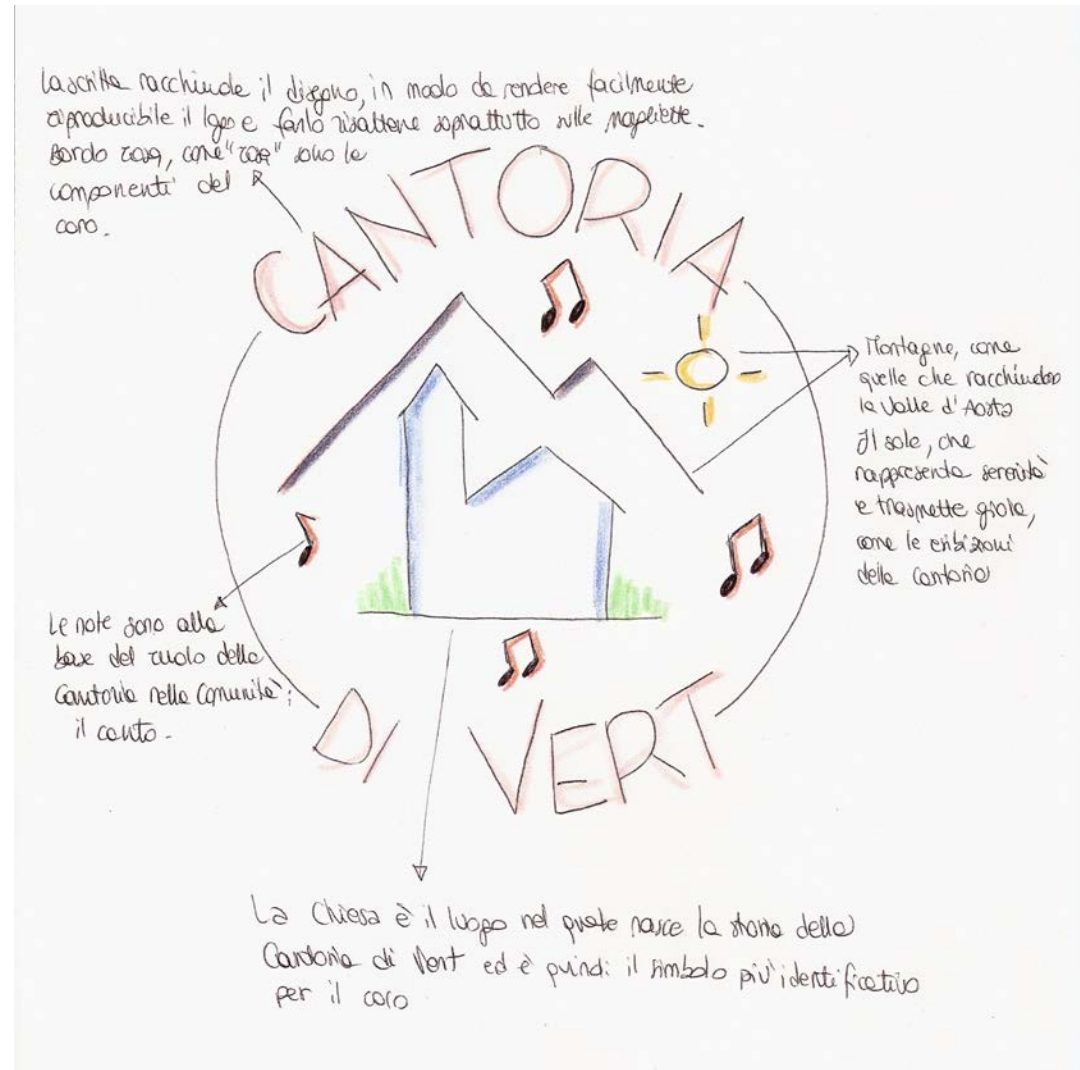 La scritta racchiude il disegno, in modo da rendere facilmente
riproducibile il logo e farlo risaltare soprattutto sulle magliette.
Bordo rosa, come "rosa" sono le
componenti del
coro.
CANTORIA
Montagne, come
quelle che racchiudono
la Valle d'Aosta
Il sole, che
rappresenta serenità
e trasmette gioia,
come le esibizioni
della Cantoria
Le note sono alla
base del ruolo della
Cantoria nella Comunità:
il canto.
DI VERT
La Chiesa è il luogo nel quale nasce la storia della
Cantoria di Vert ed è quindi il simbolo più identificativo
per il coro